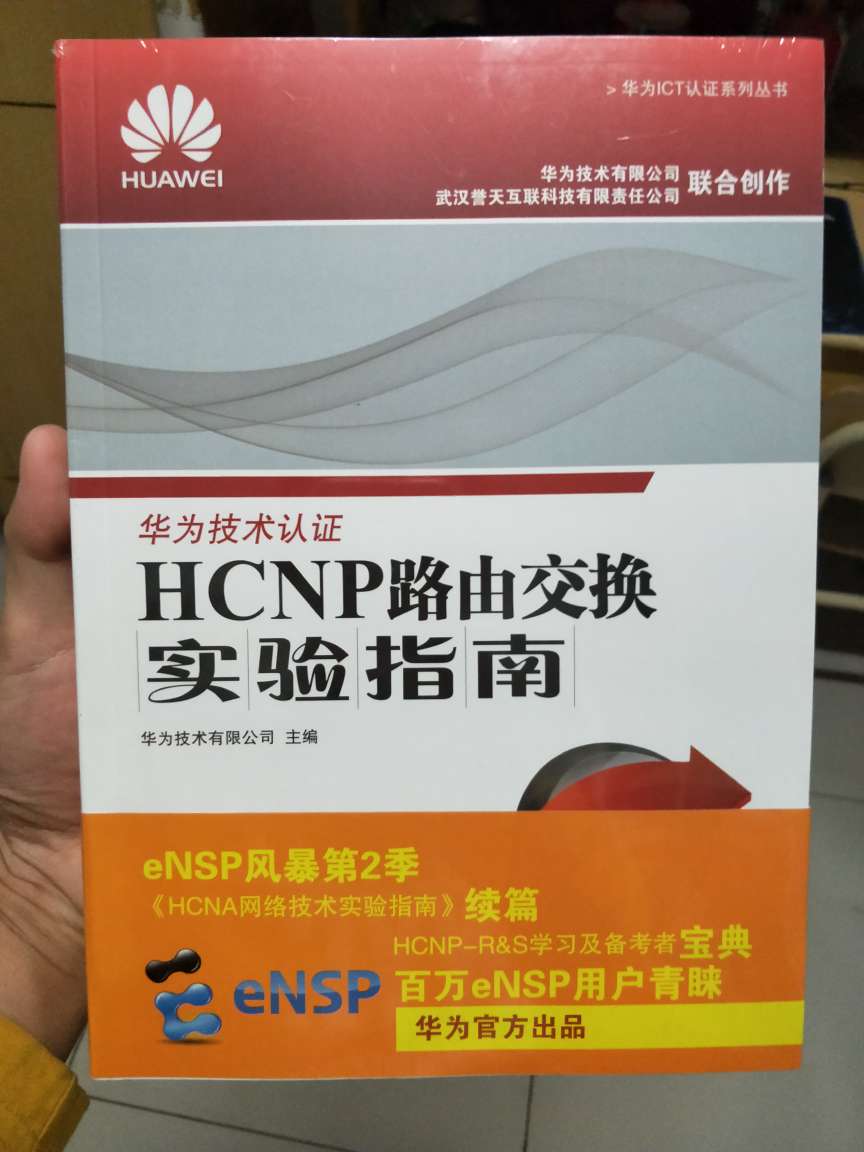 HUAWEI
>华为ICT认证系列丛书
华为技术有限公司
武汉誉天互联科技有限责任公司
联合创作
华为技术认证
HCNP路由交换
实验指南
华为技术有限公司 主编
eNSP风暴第2季
《HCNA网络技术实验指南》续篇
HCNP-R&S学习及备考者宝典
eNSP
百万eNSP用户青睐
华为官方出品